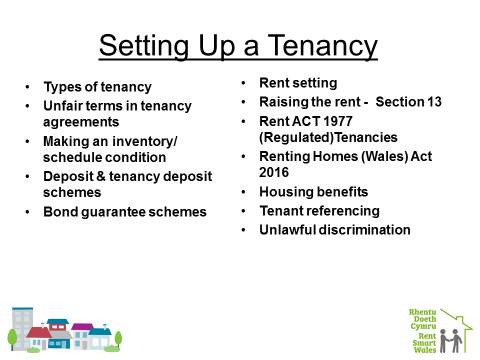 Setting Up a Tenancy
• Types of tenancy
• Unfair terms in tenancy
agreements
• Making an inventory/
schedule condition
• Deposit & tenancy deposit
schemes
• Bond guarantee schemes
• Rent setting
• Raising the rent - Section 13
• Rent ACT 1977
(Regulated)Tenancies
• Renting Homes (Wales) Act
2016
• Housing benefits
• Tenant referencing
• Unlawful discrimination
Rhentu
Doeth
Cymru
Rent
Smart
Wales